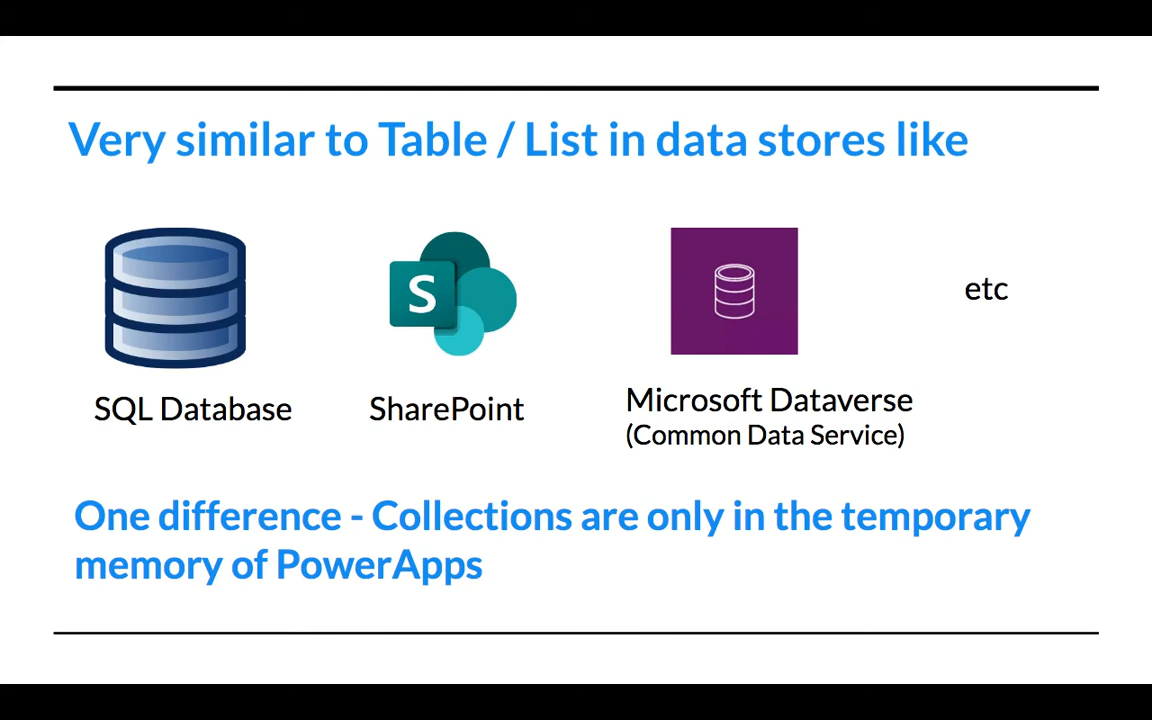 Very similar to Table / List in data stores like
S
etc
SQL Database
SharePoint
Microsoft Dataverse
(Common Data Service)
One difference - Collections are only in the temporary
memory of PowerApps